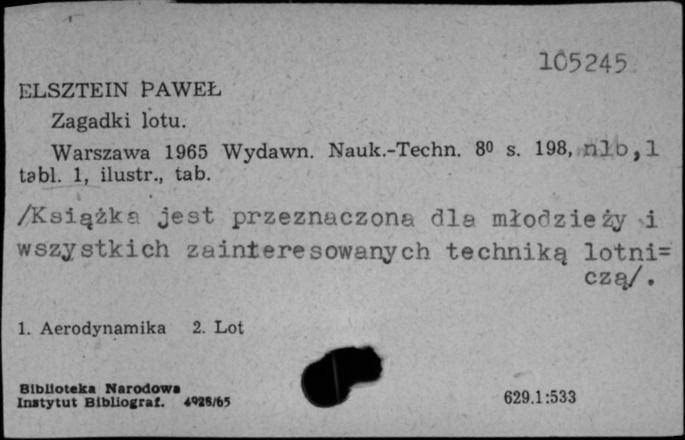 105245
ELSZTEIN PAWEŁ
Zagadki lotu.
Warszawa 1965 Wydawn. Nauk.-Techn. 8⁰ s. 198, nlb,1
tabl. 1, ilustr., tab.
/Książka jest przeznaczona dla młodzieży i
wszystkich zainteresowanych techniką lotni=
czą/.
1. Aerodynamika 2. Lot
Biblioteka Narodowa
Instytut Bibliograf. 4928/65
629.1:533